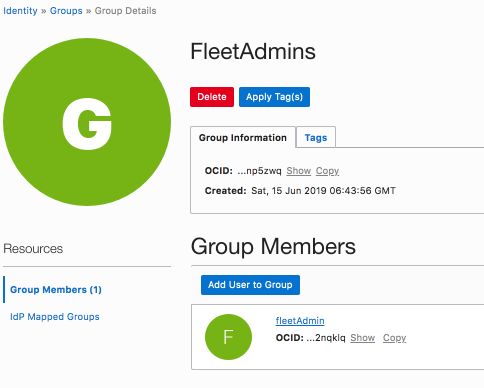 Identity » Groups » Group Details
G
FleetAdmins
Delete Apply Tag(s)
Group Information Tags
OCID: ...np5zwq Show Copy
Created: Sat, 15 Jun 2019 06:43:56 GMT
Resources
Group Members (1)
IdP Mapped Groups
Group Members
Add User to Group
F
fleetAdmin
OCID: ...2nqklq Show Copy